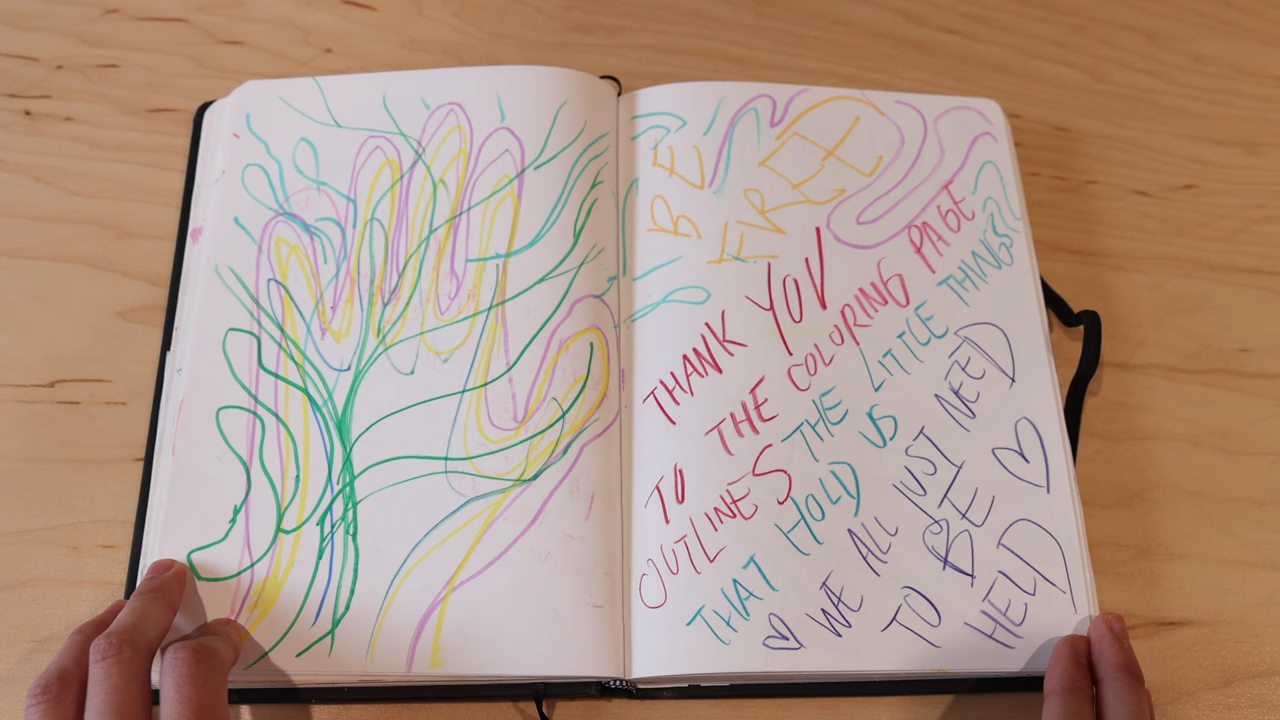 BE
FREE
THANK YOU
TO THE COLORING PAGE
OUTLINES THE LITTLE THINGS
THAT HOLD US
♡ WE ALL JUST NEED
TO BE ♡
HELD